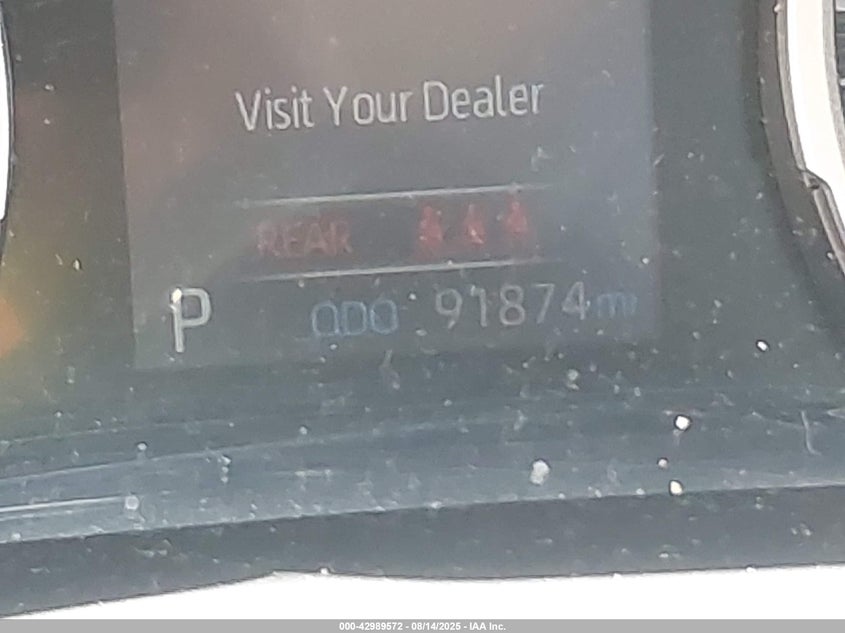 Visit Your Dealer
REAR
P ODO 91874 mi
000-42989572 - 08/14/2025 - IAA Inc.